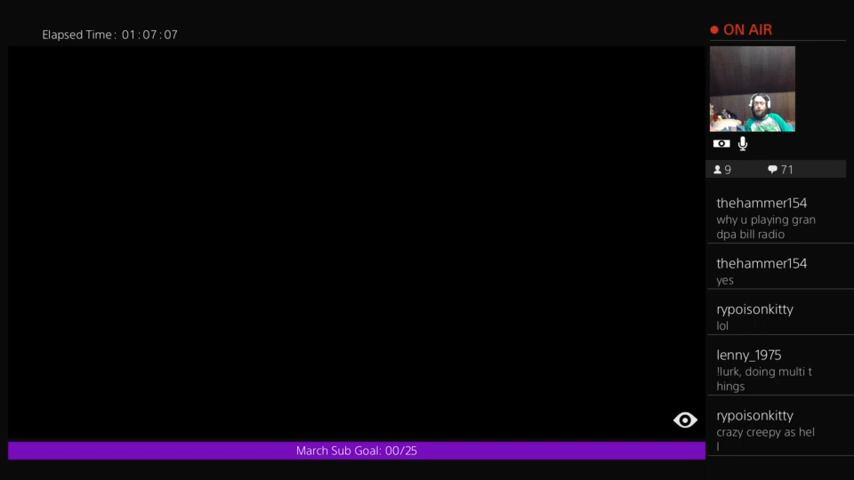 Elapsed Time: 01:07:07
ON AIR
9 71
thehammer154
why u playing gran
dpa bill radio
thehammer154
yes
rypoisonkitty
lol
lenny_1975
!lurk, doing multi t
hings
rypoisonkitty
crazy creepy as hel
l
March Sub Goal: 00/25